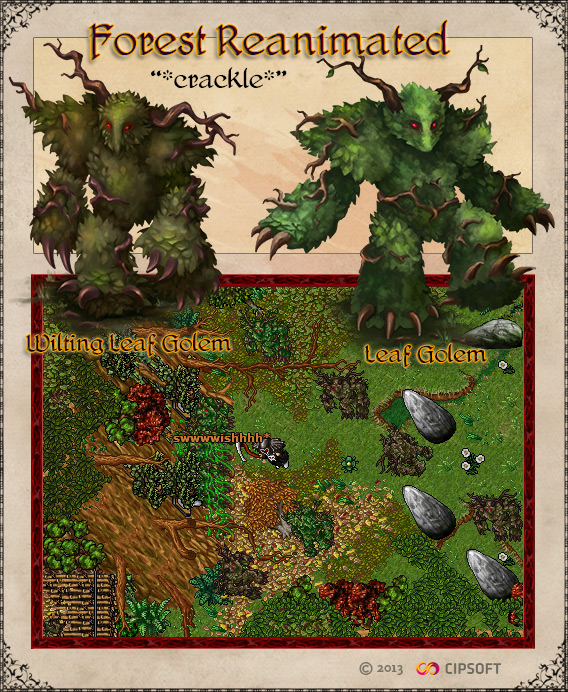 Forest Reanimated
“*crackle*”
Wilting Leaf Golem
Leaf Golem
swwwwishhhh*
© 2013 CIPSOFT